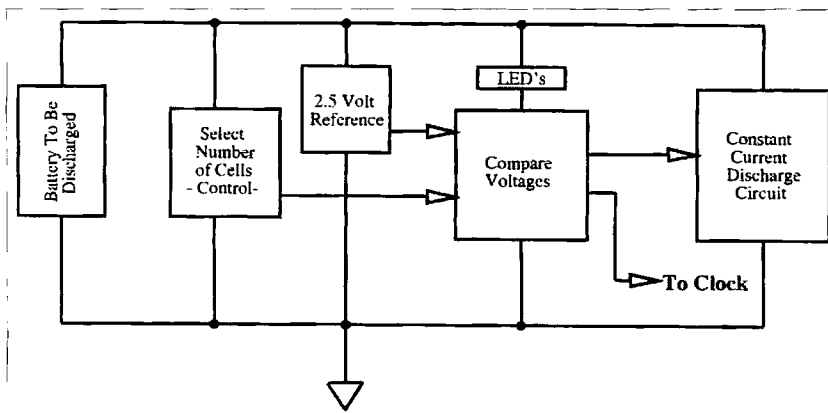 Battery To Be
Discharged
Select
Number
of Cells
- Control-
2.5 Volt
Reference
LED's
Compare
Voltages
Constant
Current
Discharge
Circuit
To Clock